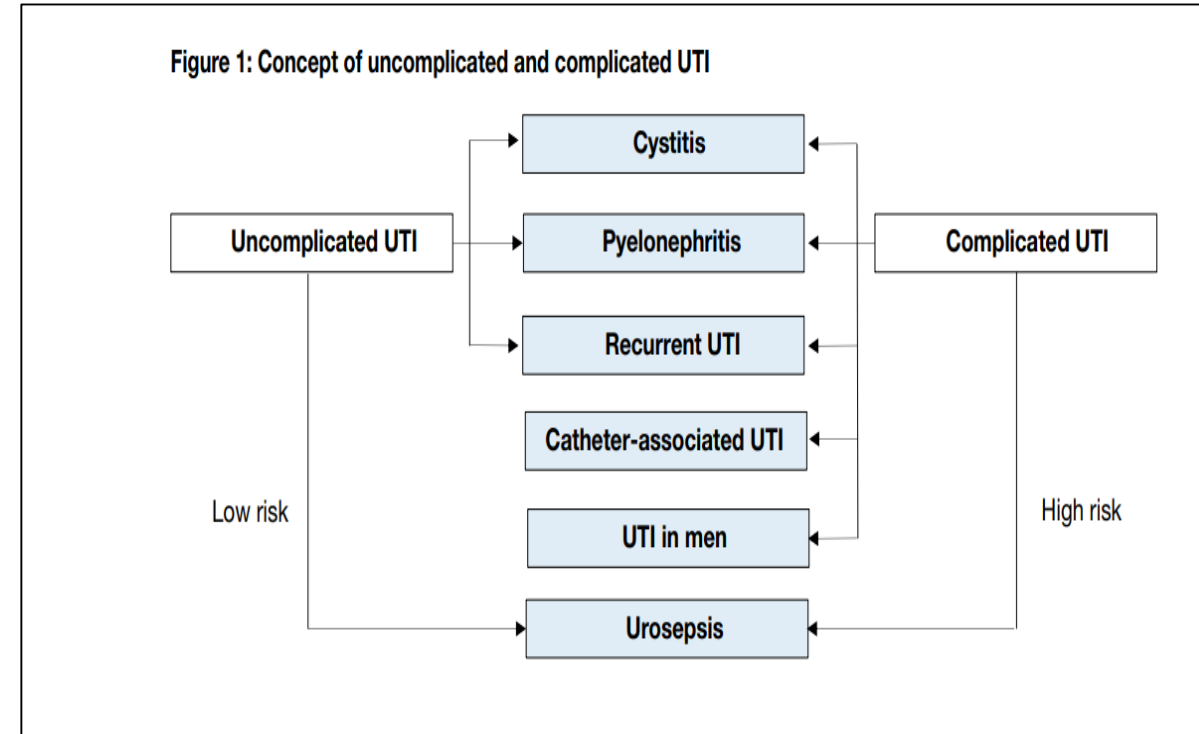 Figure 1: Concept of uncomplicated and complicated UTI
Cystitis
Uncomplicated UTI
Pyelonephritis
Complicated UTI
Recurrent UTI
Catheter-associated UTI
Low risk
High risk
UTI in men
Urosepsis